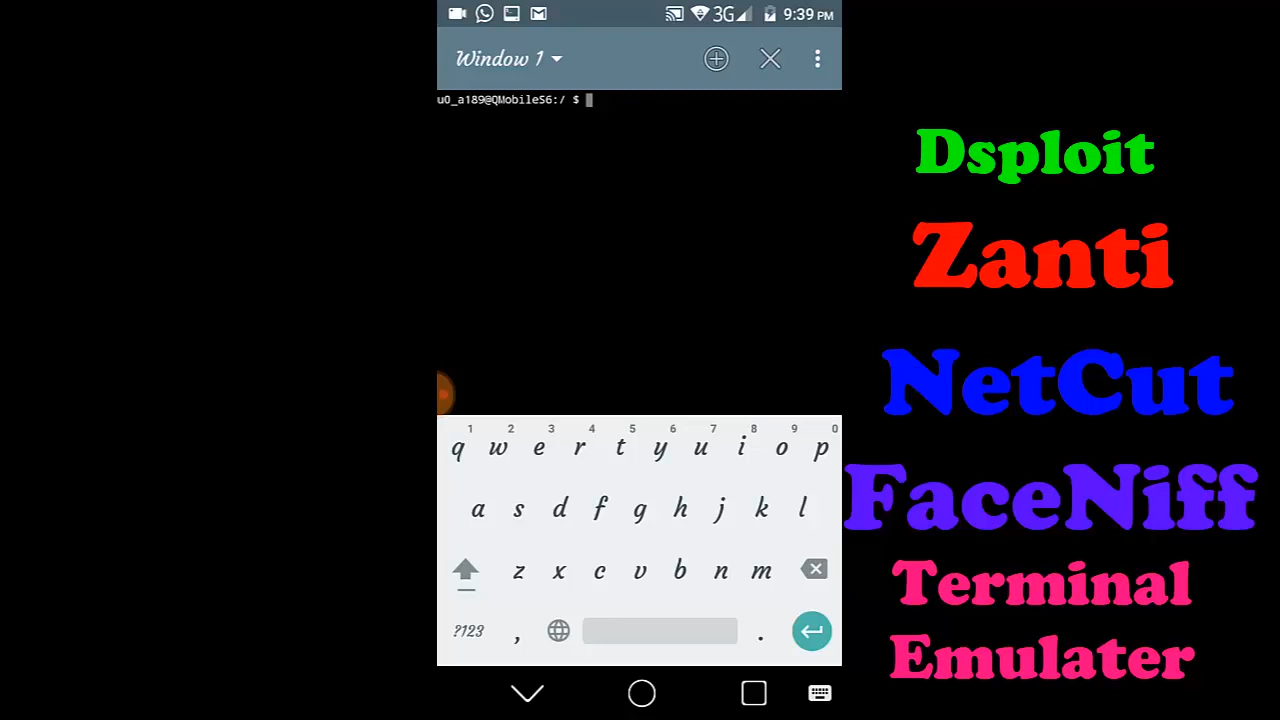 3G 9:39 PM
Window 1
u0_a189@QMobileS6:/ $
1 2 3 4 5 6 7 8 9 0
q w e r t y u i o p
a s d f g h j k l
z x c v b n m
?123 , .
Dsploit
Zanti
NetCut
FaceNiff
Terminal
Emulater